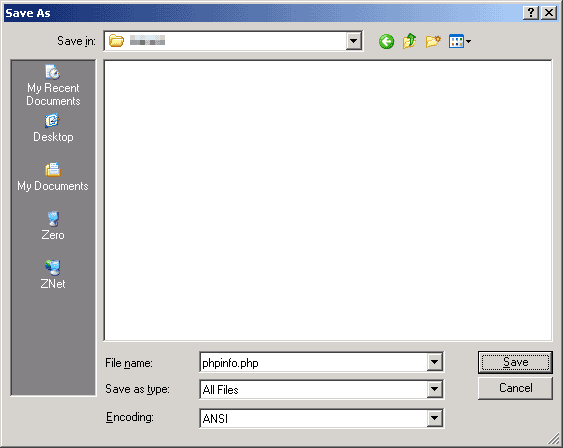 Save As
Save in:
My Recent
Documents
Desktop
My Documents
Zero
ZNet
File name: phpinfo.php Save
Save as type: All Files Cancel
Encoding: ANSI